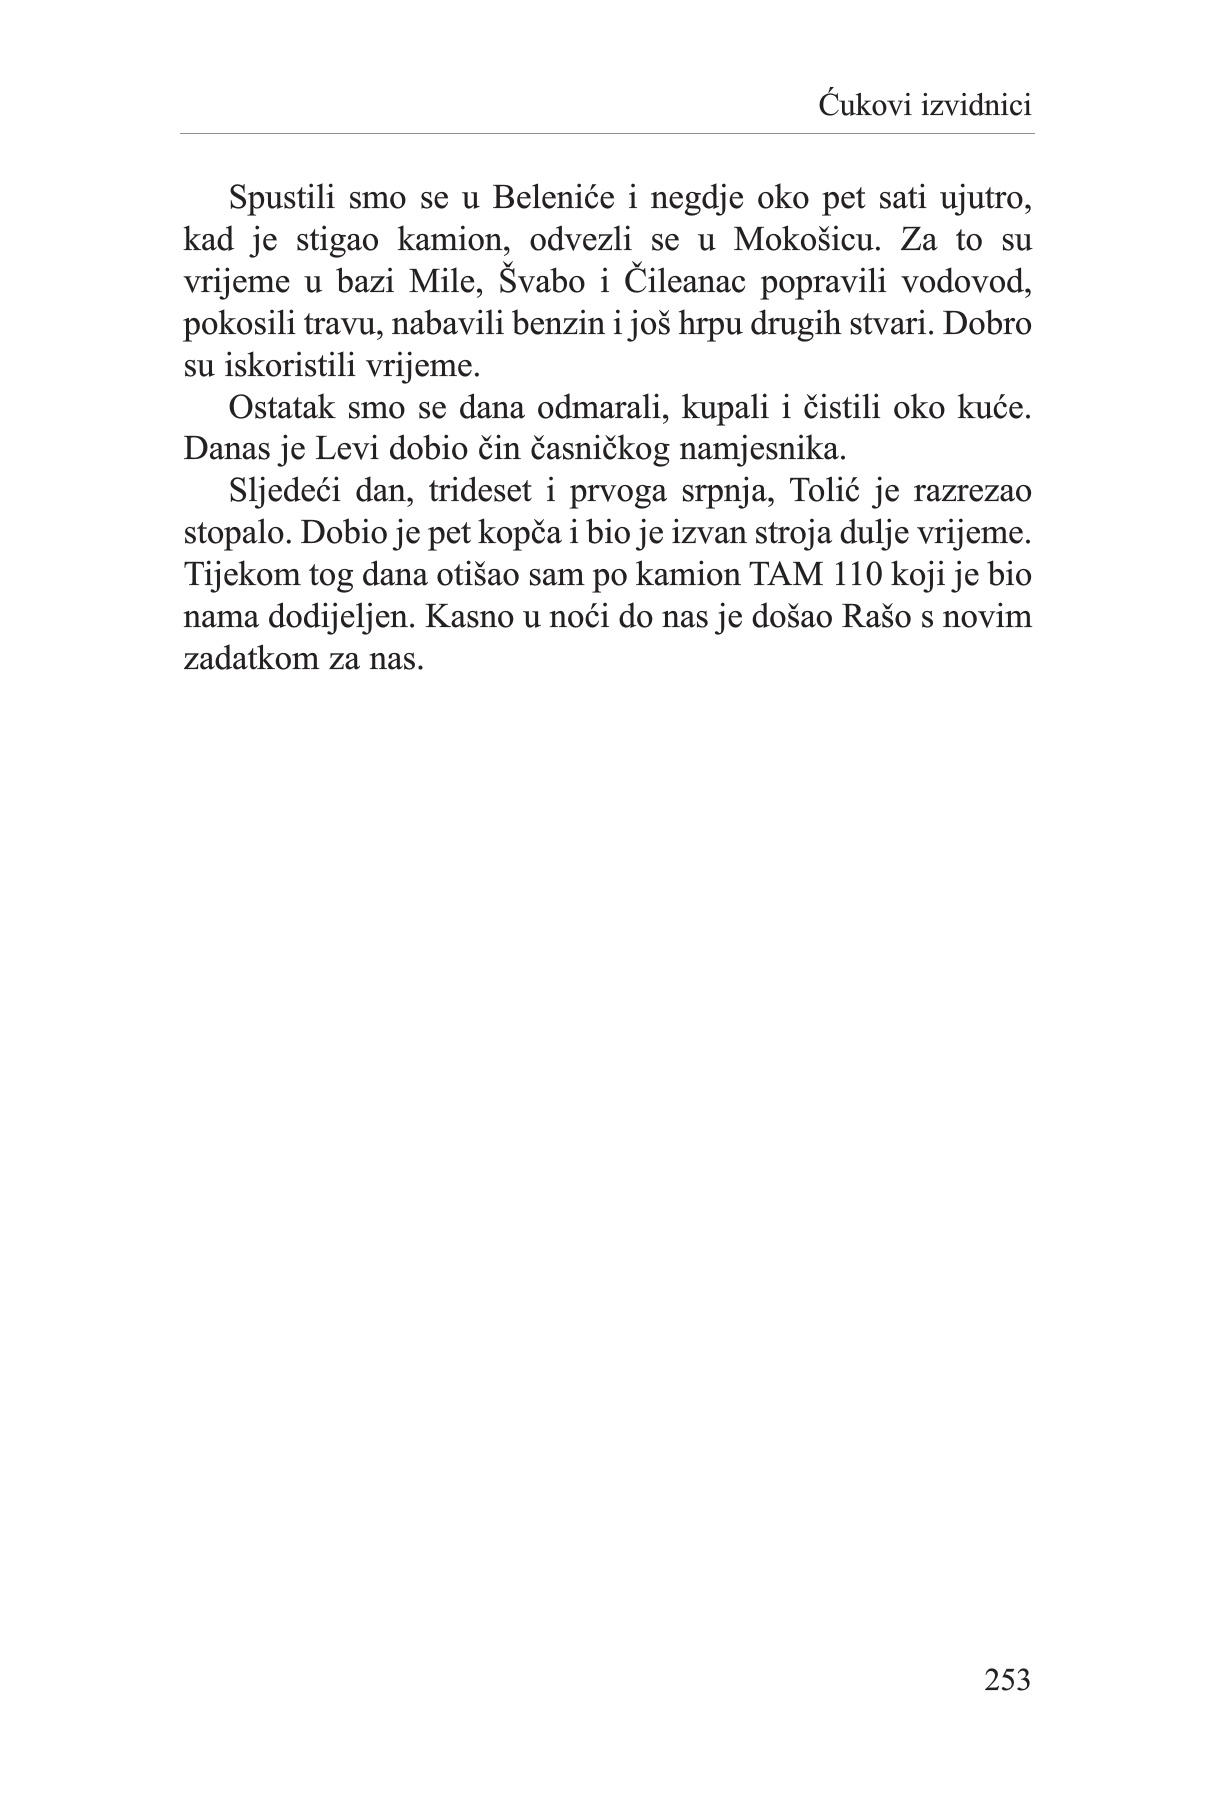 Ćukovi izvidnici
Spustili smo se u Beleniće i negdje oko pet sati ujutro,
kad je stigao kamion, odvezli se u Mokošicu. Za to su
vrijeme u bazi Mile, Švabo i Čileanac popravili vodovod,
pokosili travu, nabavili benzin i još hrpu drugih stvari. Dobro
su iskoristili vrijeme.
Ostatak smo se dana odmarali, kupali i čistili oko kuće.
Danas je Levi dobio čin časničkog namjesnika.
Sljedeći dan, trideset i prvoga srpnja, Tolić je razrezao
stopalo. Dobio je pet kopča i bio je izvan stroja dulje vrijeme.
Tijekom tog dana otišao sam po kamion TAM 110 koji je bio
nama dodijeljen. Kasno u noći do nas je došao Rašo s novim
zadatkom za nas.
253